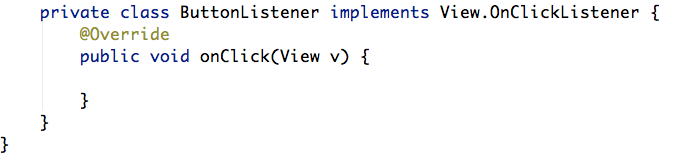 private class ButtonListener implements View.OnClickListener {
@Override
public void onClick(View v) {
}
}
}